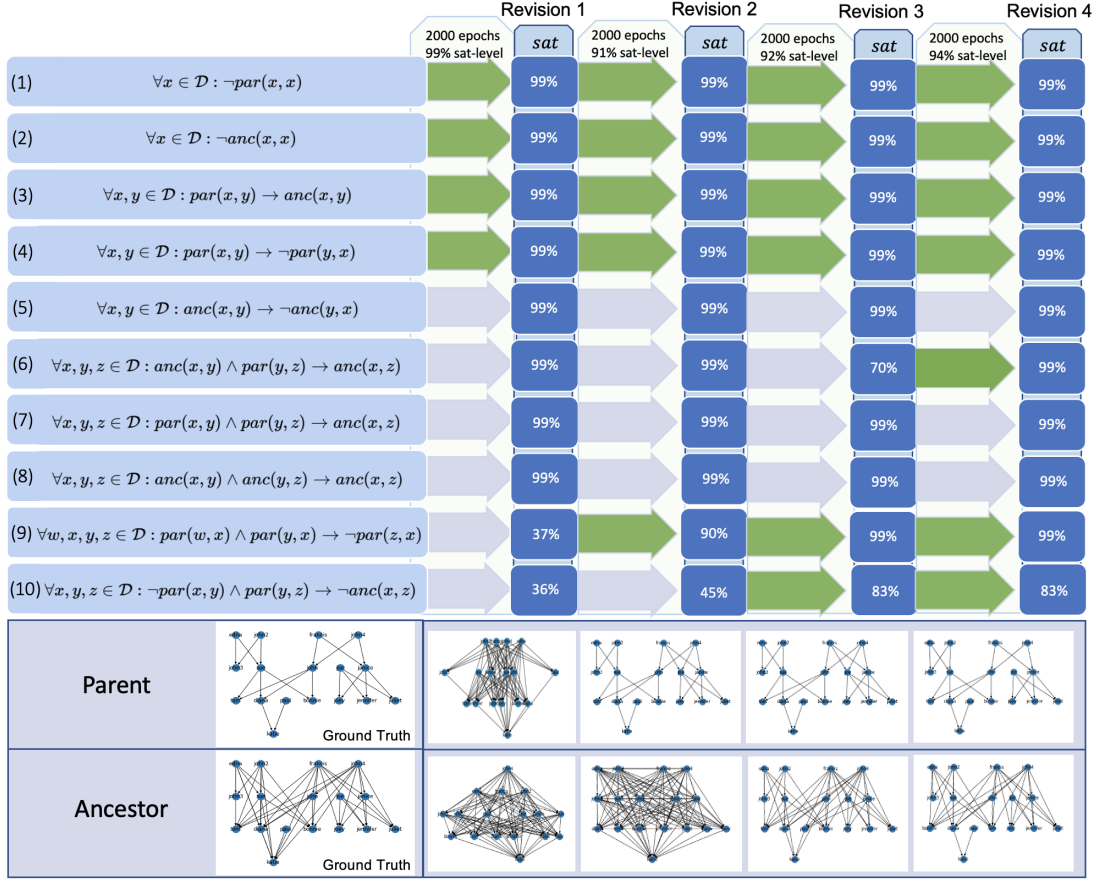 Revision 1 Revision 2 Revision 3 Revision 4
2000 epochs 2000 epochs 2000 epochs 2000 epochs
99% sat-level sat 91% sat-level sat 92% sat-level sat 94% sat-level sat
(1) ∀x ∈ 𝒟 : ¬par(x, x) 99% 99% 99% 99%
(2) ∀x ∈ 𝒟 : ¬anc(x, x) 99% 99% 99% 99%
(3) ∀x, y ∈ 𝒟 : par(x, y) → anc(x, y) 99% 99% 99% 99%
(4) ∀x, y ∈ 𝒟 : par(x, y) → ¬par(y, x) 99% 99% 99% 99%
(5) ∀x, y ∈ 𝒟 : anc(x, y) → ¬anc(y, x) 99% 99% 99% 99%
(6) ∀x, y, z ∈ 𝒟 : anc(x, y) ∧ par(y, z) → anc(x, z) 99% 99% 70% 99%
(7) ∀x, y, z ∈ 𝒟 : par(x, y) ∧ par(y, z) → anc(x, z) 99% 99% 99% 99%
(8) ∀x, y, z ∈ 𝒟 : anc(x, y) ∧ anc(y, z) → anc(x, z) 99% 99% 99% 99%
(9) ∀w, x, y, z ∈ 𝒟 : par(w, x) ∧ par(y, x) → ¬par(z, x) 37% 90% 99% 99%
(10) ∀x, y, z ∈ 𝒟 : ¬par(x, y) ∧ par(y, z) → ¬anc(x, z) 36% 45% 83% 83%
Parent
Ground Truth
Ancestor
Ground Truth